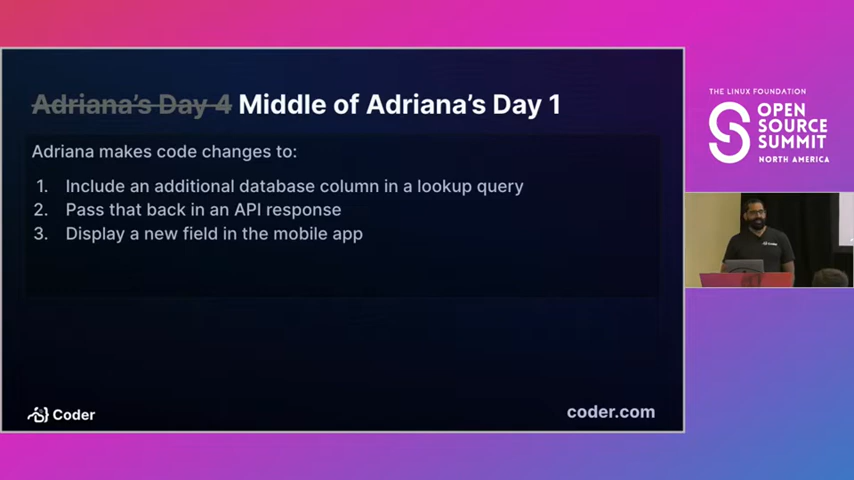 Adriana's Day 4 Middle of Adriana's Day 1
Adriana makes code changes to:
1. Include an additional database column in a lookup query
2. Pass that back in an API response
3. Display a new field in the mobile app
Coder
coder.com
THE LINUX FOUNDATION
OPEN
SOURCE
SUMMIT
NORTH AMERICA